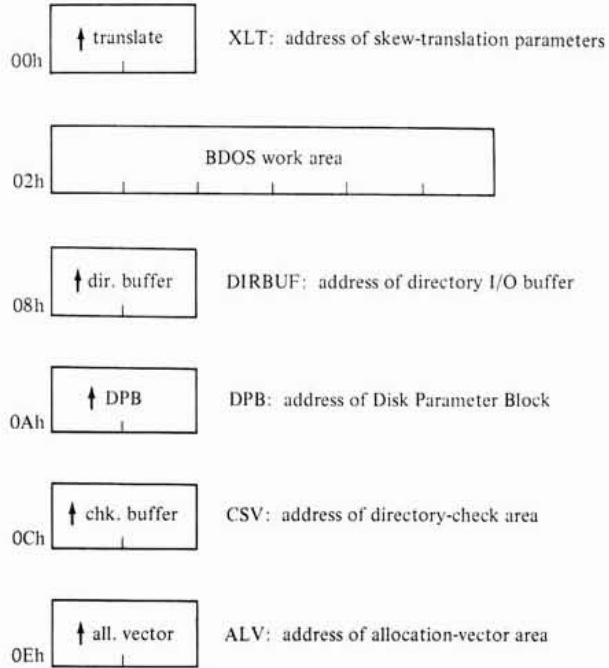 ↑ translate XLT: address of skew-translation parameters
00h
BDOS work area
02h
↑ dir. buffer DIRBUF: address of directory I/O buffer
08h
↑ DPB DPB: address of Disk Parameter Block
0Ah
↑ chk. buffer CSV: address of directory-check area
0Ch
↑ all. vector ALV: address of allocation-vector area
0Eh